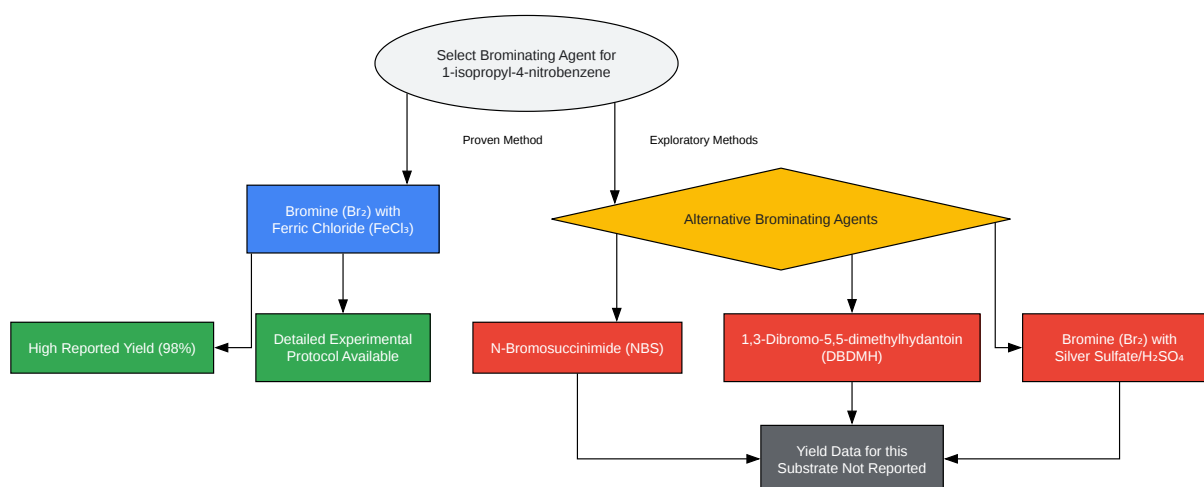 Select Brominating Agent for
1-isopropyl-4-nitrobenzene
Proven Method
Exploratory Methods
Bromine (Br₂) with
Ferric Chloride (FeCl₃)
Alternative Brominating Agents
High Reported Yield (98%)
Detailed Experimental
Protocol Available
N-Bromosuccinimide (NBS)
1,3-Dibromo-5,5-dimethylhydantoin
(DBDMH)
Bromine (Br₂) with
Silver Sulfate/H₂SO₄
Yield Data for this
Substrate Not Reported